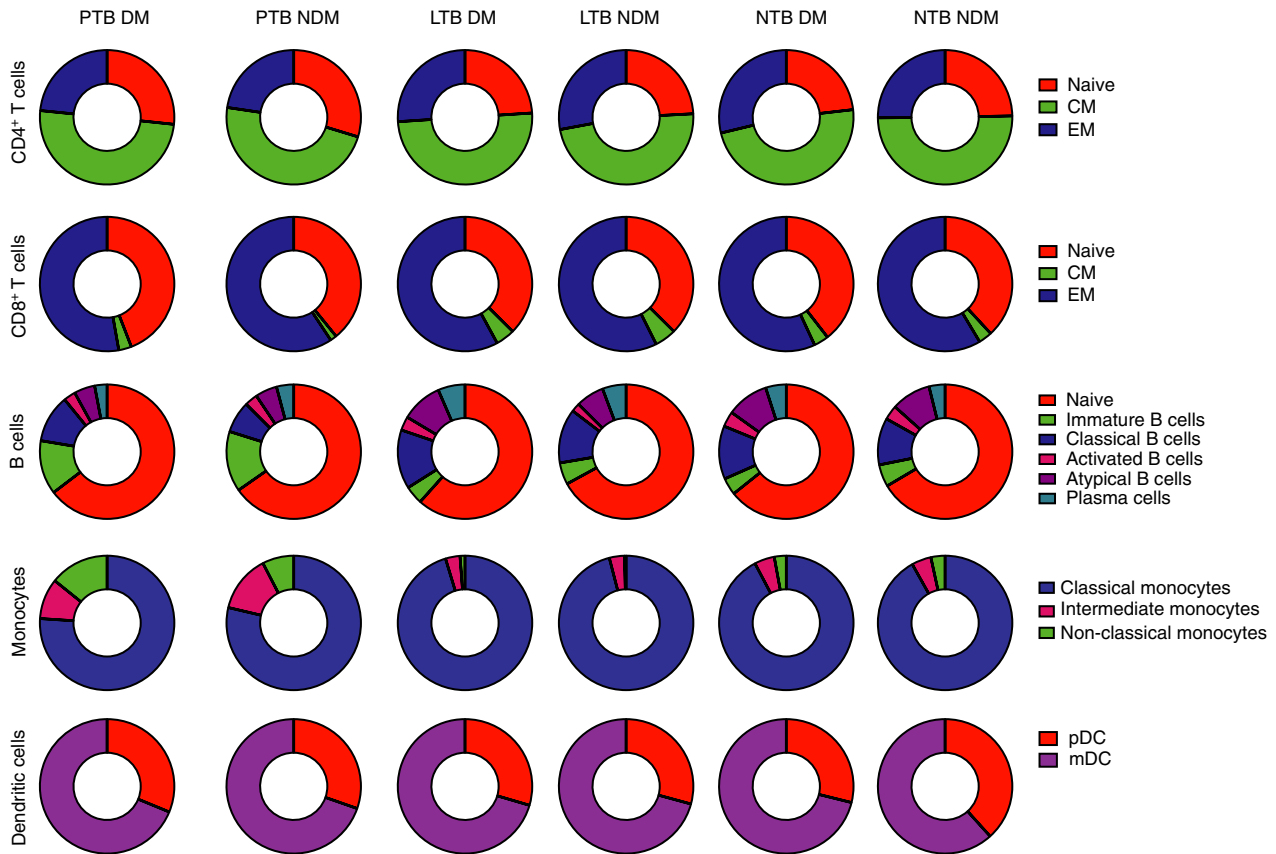 PTB DM PTB NDM LTB DM LTB NDM NTB DM NTB NDM
CD4⁺ T cells
Naive
CM
EM
CD8⁺ T cells
Naive
CM
EM
B cells
Naive
Immature B cells
Classical B cells
Activated B cells
Atypical B cells
Plasma cells
Monocytes
Classical monocytes
Intermediate monocytes
Non-classical monocytes
Dendritic cells
pDC
mDC